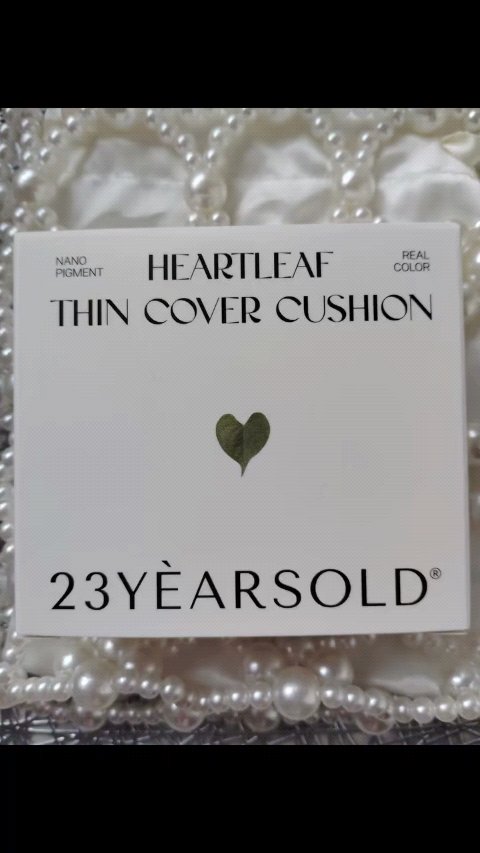 NANO
PIGMENT
HEARTLEAF
REAL
COLOR
THIN COVER CUSHION
23YÈARSOLD®